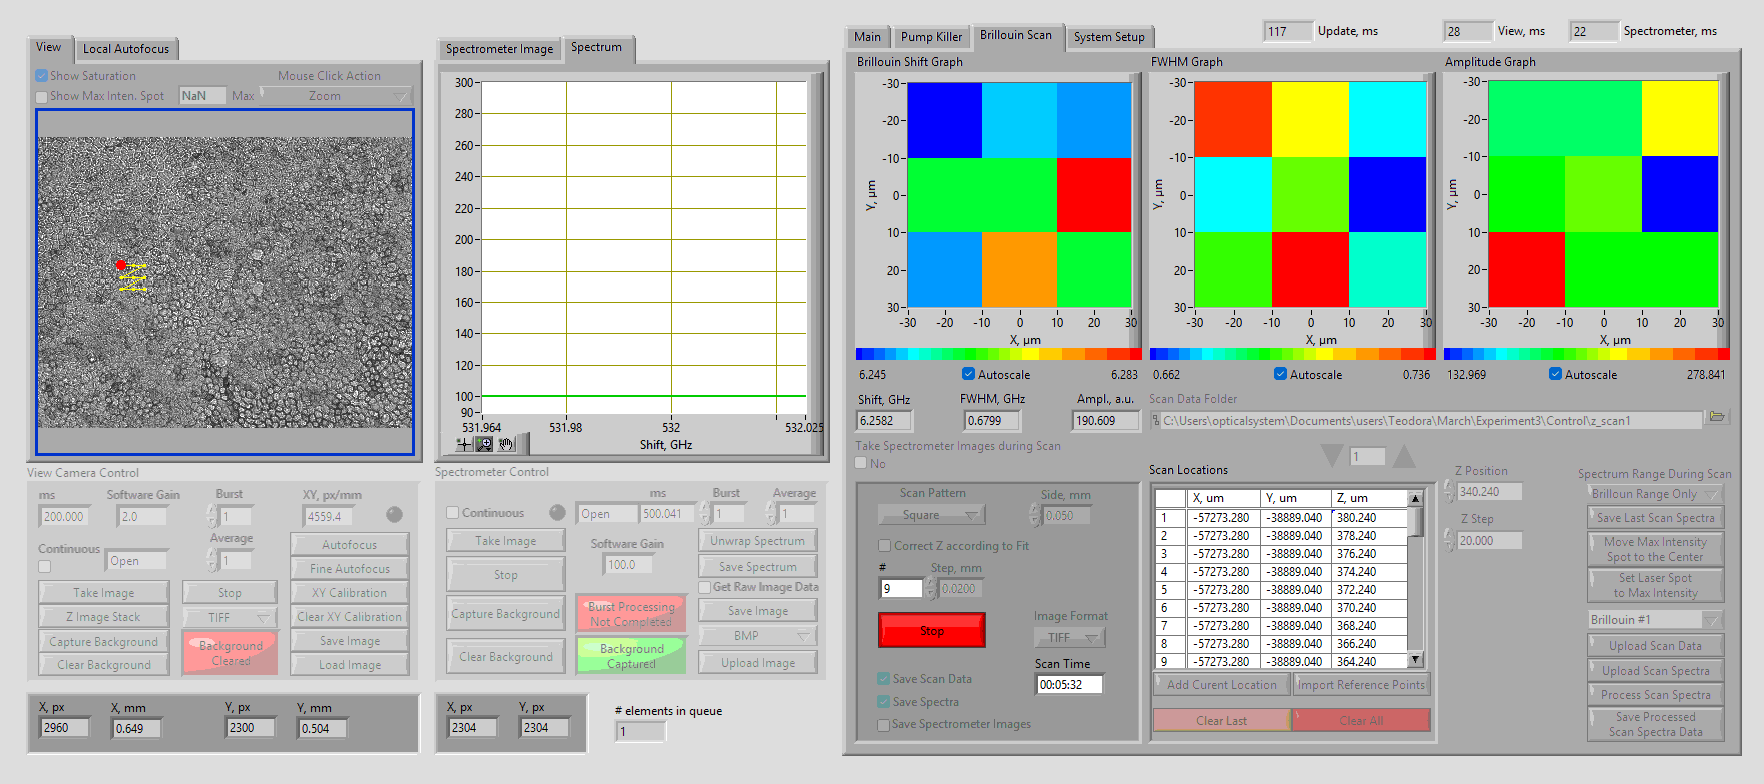 View
Local Autofocus
Show Saturation
Mouse Click Action
Show Max Inten. Spot
NaN
Max
Zoom
View Camera Control
ms
Software Gain
Burst
XY, px/mm
200.000
2.0
1
4559.4
Average
Continuous
Open
1
Autofocus
Fine Autofocus
Take Image
Stop
XY Calibration
Z Image Stack
TIFF
Clear XY Calibration
Capture Background
Background
Cleared
Save Image
Clear Background
Load Image
X, px
X, mm
Y, px
Y, mm
2960
0.649
2300
0.504
Spectrometer Image
Spectrum
300
280
260
240
220
200
180
160
140
120
100
90
531.964
531.98
532
532.025
Shift, GHz
Spectrometer Control
ms
Burst
Average
Continuous
Open
500.041
1
1
Take Image
Software Gain
Unwrap Spectrum
Stop
100.0
Save Spectrum
Get Raw Image Data
Capture Background
Burst Processing
Not Completed
Save Image
BMP
Clear Background
Background
Captured
Upload Image
X, px
Y, px
2304
2304
# elements in queue
1
117
Update, ms
28
View, ms
22
Spectrometer, ms
Main
Pump Killer
Brillouin Scan
System Setup
Brillouin Shift Graph
-30
-20
-10
0
10
20
30
Y, µm
-30
-20
-10
0
10
20
30
X, µm
6.245
Autoscale
6.283
FWHM Graph
-30
-20
-10
0
10
20
30
Y, µm
-30
-20
-10
0
10
20
30
X, µm
0.662
Autoscale
0.736
Amplitude Graph
-30
-20
-10
0
10
20
30
Y, µm
-30
-20
-10
0
10
20
30
X, µm
132.969
Autoscale
278.841
Shift, GHz
FWHM, GHz
Ampl., a.u.
Scan Data Folder
6.2582
0.6799
190.609
C:\Users\opticalsystem\Documents\users\Teodora\March\Experiment3\Control\z_scan1
Take Spectrometer Images during Scan
No
1
Scan Pattern
Side, mm
Square
0.050
Correct Z according to Fit
#
Step, mm
9
0.0200
Stop
Image Format
TIFF
Scan Time
00:05:32
Save Scan Data
Save Spectra
Save Spectrometer Images
Scan Locations
X, um Y, um Z, um
1 -57273.280 -38889.040 380.240
2 -57273.280 -38889.040 378.240
3 -57273.280 -38889.040 376.240
4 -57273.280 -38889.040 374.240
5 -57273.280 -38889.040 372.240
6 -57273.280 -38889.040 370.240
7 -57273.280 -38889.040 368.240
8 -57273.280 -38889.040 366.240
9 -57273.280 -38889.040 364.240
Add Curent Location
Import Reference Points
Clear Last
Clear All
Z Position
340.240
Z Step
20.000
Spectrum Range During Scan
Brilloun Range Only
Save Last Scan Spectra
Move Max Intensity
Spot to the Center
Set Laser Spot
to Max Intensity
Brillouin #1
Upload Scan Data
Upload Scan Spectra
Process Scan Spectra
Save Processed
Scan Spectra Data